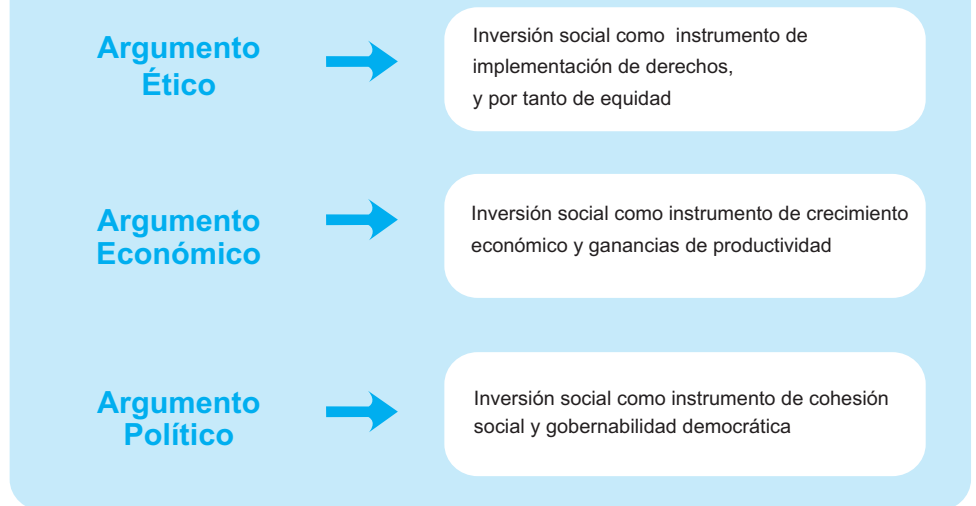 Argumento
Ético
Inversión social como instrumento de
implementación de derechos,
y por tanto de equidad
Argumento
Económico
Inversión social como instrumento de crecimiento
económico y ganancias de productividad
Argumento
Político
Inversión social como instrumento de cohesión
social y gobernabilidad democrática